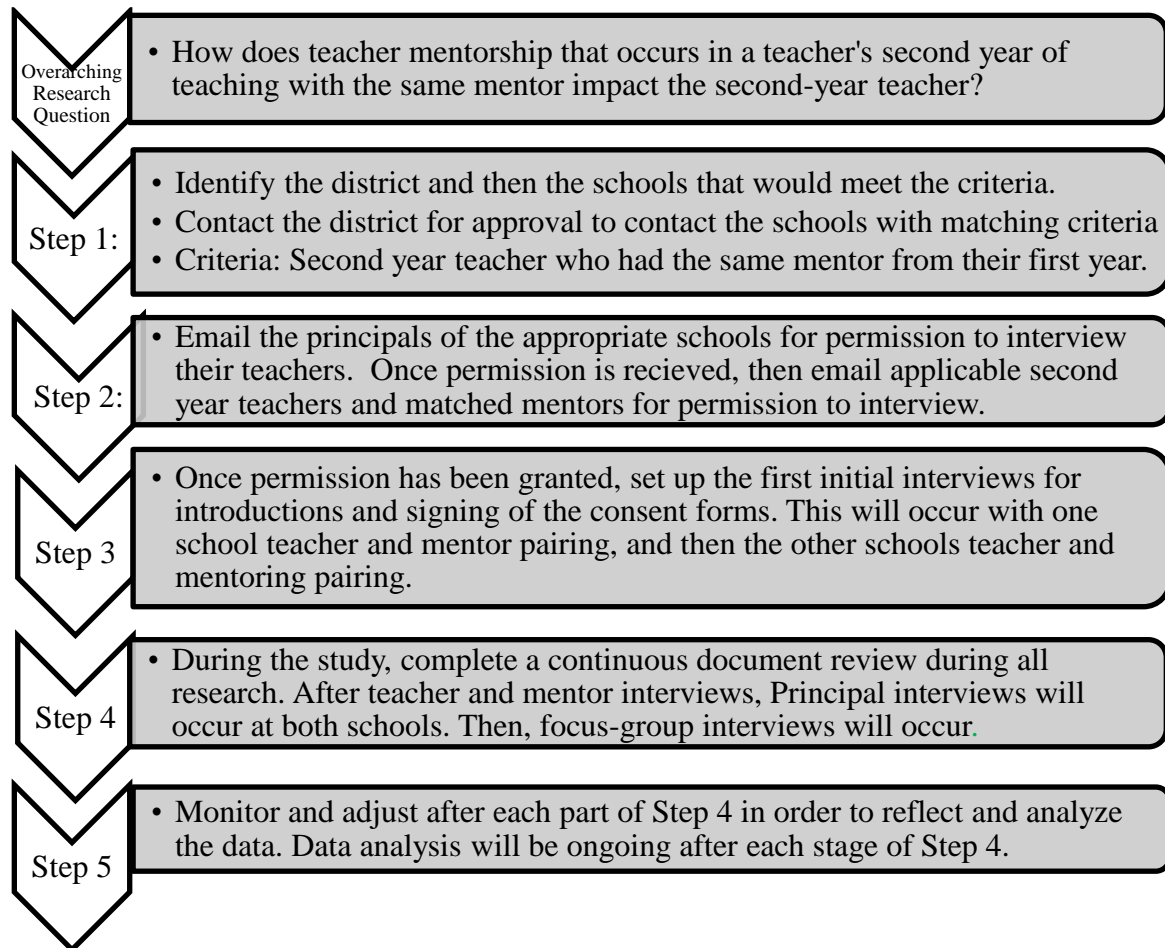 Overarching
Research
Question
• How does teacher mentorship that occurs in a teacher's second year of
teaching with the same mentor impact the second-year teacher?
Step 1:
• Identify the district and then the schools that would meet the criteria.
• Contact the district for approval to contact the schools with matching criteria
• Criteria: Second year teacher who had the same mentor from their first year.
Step 2:
• Email the principals of the appropriate schools for permission to interview
their teachers.  Once permission is recieved, then email applicable second
year teachers and matched mentors for permission to interview.
Step 3
• Once permission has been granted, set up the first initial interviews for
introductions and signing of the consent forms. This will occur with one
school teacher and mentor pairing, and then the other schools teacher and
mentoring pairing.
Step 4
• During the study, complete a continuous document review during all
research. After teacher and mentor interviews, Principal interviews will
occur at both schools. Then, focus-group interviews will occur.
Step 5
• Monitor and adjust after each part of Step 4 in order to reflect and analyze
the data. Data analysis will be ongoing after each stage of Step 4.